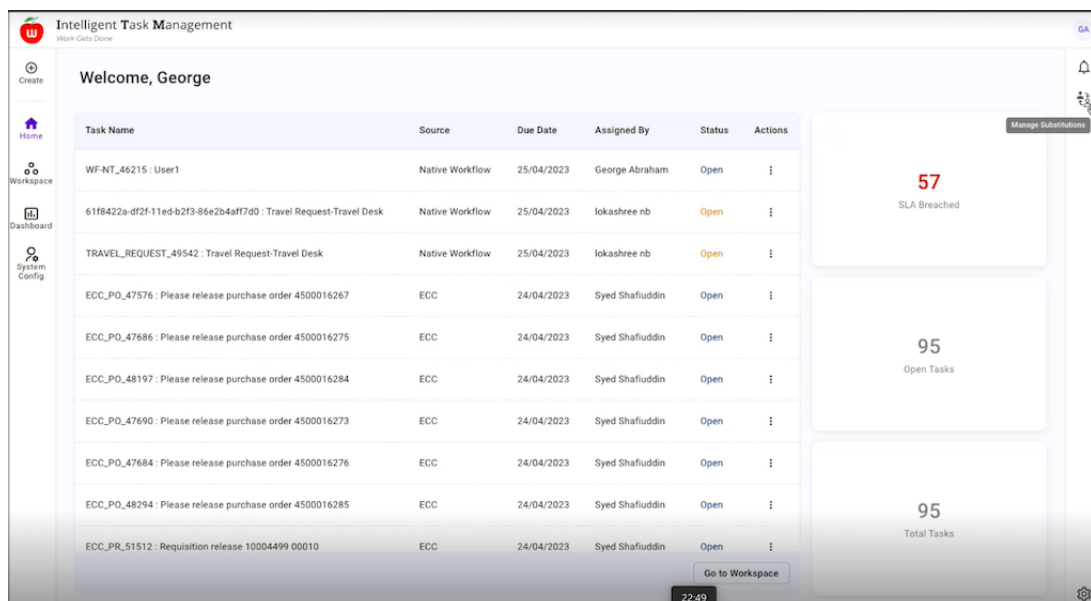 Intelligent Task Management
Work Gets Done
GA
Create
Welcome, George
Home
Workspace
Dashboard
System
Config
Manage Substitutions
Task Name Source Due Date Assigned By Status Actions
WF-NT_46215 : User1 Native Workflow 25/04/2023 George Abraham Open
61f8422a-df2f-11ed-b2f3-86e2b4aff7d0 : Travel Request-Travel Desk Native Workflow 25/04/2023 lokashree nb Open
TRAVEL_REQUEST_49542 : Travel Request-Travel Desk Native Workflow 25/04/2023 lokashree nb Open
ECC_PO_47576 : Please release purchase order 4500016267 ECC 24/04/2023 Syed Shafiuddin Open
ECC_PO_47686 : Please release purchase order 4500016275 ECC 24/04/2023 Syed Shafiuddin Open
ECC_PO_48197 : Please release purchase order 4500016284 ECC 24/04/2023 Syed Shafiuddin Open
ECC_PO_47690 : Please release purchase order 4500016273 ECC 24/04/2023 Syed Shafiuddin Open
ECC_PO_47684 : Please release purchase order 4500016276 ECC 24/04/2023 Syed Shafiuddin Open
ECC_PO_48294 : Please release purchase order 4500016285 ECC 24/04/2023 Syed Shafiuddin Open
ECC_PR_51512 : Requisition release 10004499 00010 ECC 24/04/2023 Syed Shafiuddin Open
57
SLA Breached
95
Open Tasks
95
Total Tasks
Go to Workspace
22:49